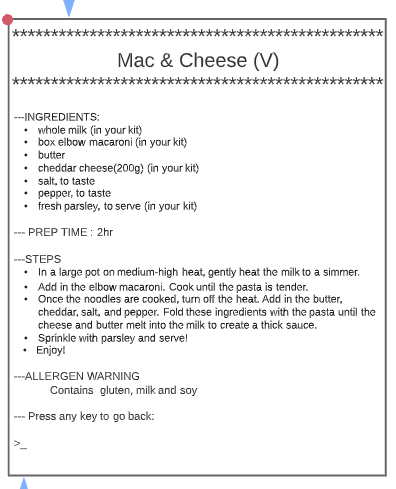 ******************************************************
Mac & Cheese (V)
******************************************************
---INGREDIENTS:
• whole milk (in your kit)
• box elbow macaroni (in your kit)
• butter
• cheddar cheese(200g) (in your kit)
• salt, to taste
• pepper, to taste
• fresh parsley, to serve (in your kit)
--- PREP TIME : 2hr
---STEPS
• In a large pot on medium-high heat, gently heat the milk to a simmer.
• Add in the elbow macaroni. Cook until the pasta is tender.
• Once the noodles are cooked, turn off the heat. Add in the butter,
cheddar, salt, and pepper. Fold these ingredients with the pasta until the
cheese and butter melt into the milk to create a thick sauce.
• Sprinkle with parsley and serve!
• Enjoy!
---ALLERGEN WARNING
Contains gluten, milk and soy
--- Press any key to go back:
>_